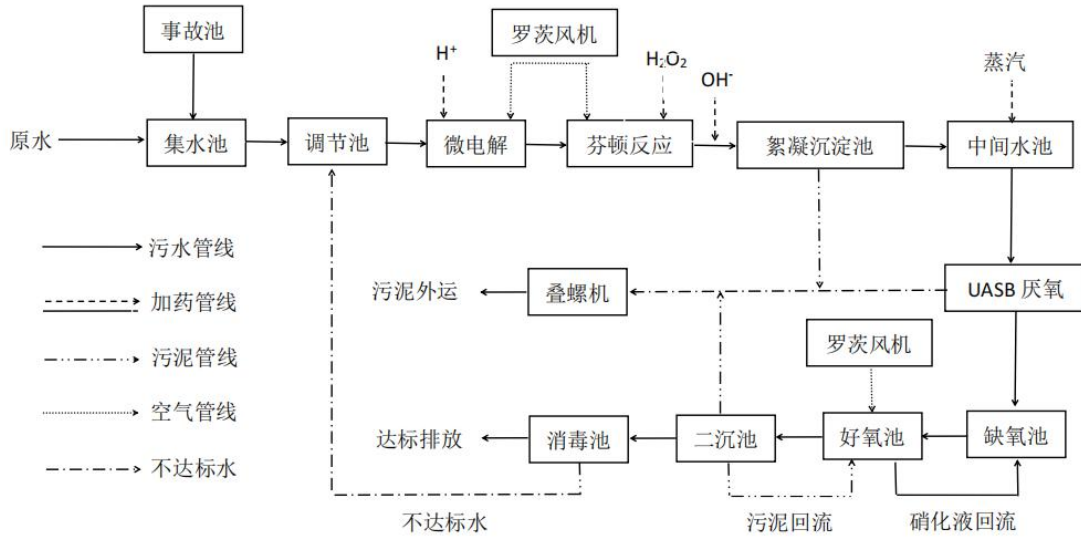 事故池
罗茨风机
H⁺
H₂O₂
OH⁻
蒸汽
原水
集水池
调节池
微电解
芬顿反应
絮凝沉淀池
中间水池
污水管线
加药管线
污泥管线
空气管线
不达标水
污泥外运
叠螺机
UASB 厌氧
罗茨风机
达标排放
消毒池
二沉池
好氧池
缺氧池
不达标水
污泥回流
硝化液回流